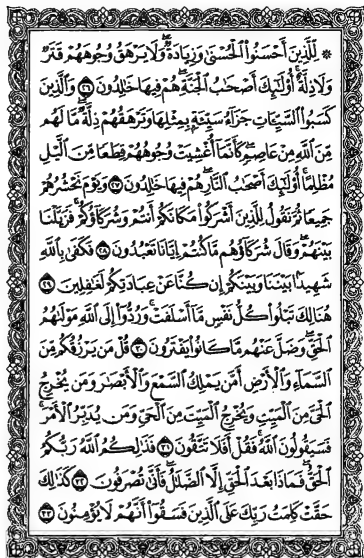 ۞ لِّلَّذِينَ أَحْسَنُوا۟ ٱلْحُسْنَىٰ وَزِيَادَةٌ ۖ وَلَا يَرْهَقُ وُجُوهَهُمْ قَتَرٌ
وَلَا ذِلَّةٌ ۚ أُو۟لَٰٓئِكَ أَصْحَٰبُ ٱلْجَنَّةِ ۖ هُمْ فِيهَا خَٰلِدُونَ ۝٢٦ وَٱلَّذِينَ
كَسَبُوا۟ ٱلسَّيِّـَٔاتِ جَزَآءُ سَيِّئَةٍۭ بِمِثْلِهَا وَتَرْهَقُهُمْ ذِلَّةٌ ۖ مَّا لَهُم
مِّنَ ٱللَّهِ مِنْ عَاصِمٍ ۖ كَأَنَّمَآ أُغْشِيَتْ وُجُوهُهُمْ قِطَعًا مِّنَ ٱلَّيْلِ
مُظْلِمًا ۚ أُو۟لَٰٓئِكَ أَصْحَٰبُ ٱلنَّارِ ۖ هُمْ فِيهَا خَٰلِدُونَ ۝٢٧ وَيَوْمَ نَحْشُرُهُمْ
جَمِيعًا ثُمَّ نَقُولُ لِلَّذِينَ أَشْرَكُوا۟ مَكَانَكُمْ أَنتُمْ وَشُرَكَآؤُكُمْ ۚ فَزَيَّلْنَا
بَيْنَهُمْ ۖ وَقَالَ شُرَكَآؤُهُم مَّا كُنتُمْ إِيَّانَا تَعْبُدُونَ ۝٢٨ فَكَفَىٰ بِٱللَّهِ
شَهِيدًۢا بَيْنَنَا وَبَيْنَكُمْ إِن كُنَّا عَنْ عِبَادَتِكُمْ لَغَٰفِلِينَ ۝٢٩
هُنَالِكَ تَبْلُوا۟ كُلُّ نَفْسٍ مَّآ أَسْلَفَتْ ۚ وَرُدُّوٓا۟ إِلَى ٱللَّهِ مَوْلَىٰهُمُ
ٱلْحَقِّ ۖ وَضَلَّ عَنْهُم مَّا كَانُوا۟ يَفْتَرُونَ ۝٣٠ قُلْ مَن يَرْزُقُكُم مِّنَ
ٱلسَّمَآءِ وَٱلْأَرْضِ أَمَّن يَمْلِكُ ٱلسَّمْعَ وَٱلْأَبْصَٰرَ وَمَن يُخْرِجُ
ٱلْحَىَّ مِنَ ٱلْمَيِّتِ وَيُخْرِجُ ٱلْمَيِّتَ مِنَ ٱلْحَىِّ وَمَن يُدَبِّرُ ٱلْأَمْرَ ۚ
فَسَيَقُولُونَ ٱللَّهُ ۚ فَقُلْ أَفَلَا تَتَّقُونَ ۝٣١ فَذَٰلِكُمُ ٱللَّهُ رَبُّكُمُ
ٱلْحَقُّ ۖ فَمَاذَا بَعْدَ ٱلْحَقِّ إِلَّا ٱلضَّلَٰلُ ۖ فَأَنَّىٰ تُصْرَفُونَ ۝٣٢ كَذَٰلِكَ
حَقَّتْ كَلِمَتُ رَبِّكَ عَلَى ٱلَّذِينَ فَسَقُوٓا۟ أَنَّهُمْ لَا يُؤْمِنُونَ ۝٣٣